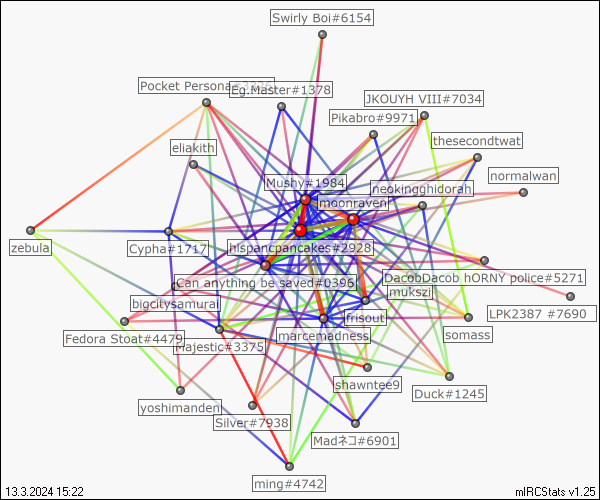 Swirly Boi#6154
Pocket Persona
Eg.Master#1378
JKOUYH VIII#7034
Pikabro#9971
thesecondtwat
eliakith
normalwan
Mushy#1984
neokingghidorah
moonraven
zebula
Cypha#1717
hispancpancakes#2928
DacobDacob hORNY police#5271
Can anything be saved#0396
mukszi
bigcitysamurai
LPK2387 #7690
frisout
Fedora Stoat#4479
marcemadness
somass
Majestic#3375
shawntee9
Duck#1245
yoshimanden
Silver#7938
Madネコ#6901
ming#4742
13.3.2024 15:22
mIRCStats v1.25